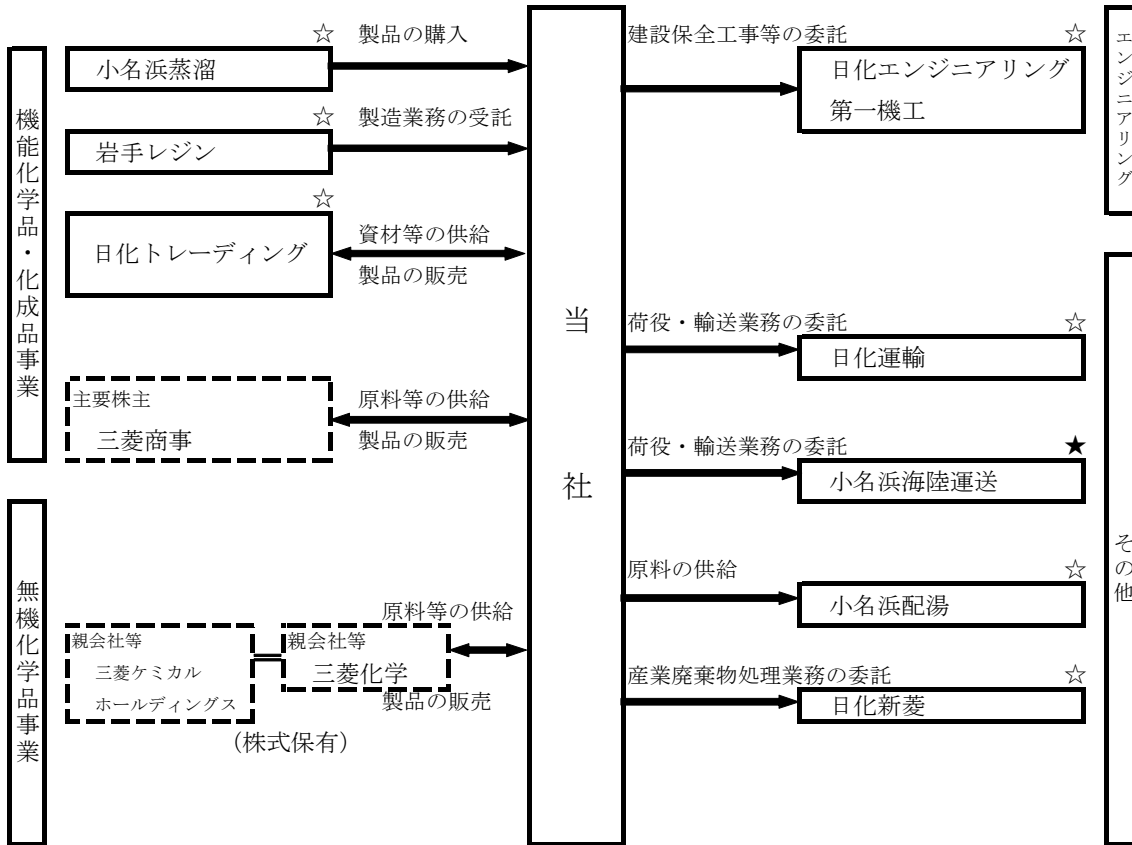 機能化学品・化成品事業
☆ 製品の購入
小名浜蒸溜
☆ 製造業務の受託
岩手レジン
☆
日化トレーディング
資材等の供給
製品の販売
主要株主
三菱商事
原料等の供給
製品の販売
無機化学品事業
親会社等
三菱ケミカル
ホールディングス
親会社等
三菱化学
原料等の供給
製品の販売
（株式保有）
当社
建設保全工事等の委託 ☆
日化エンジニアリング
第一機工
エンジニアリング
荷役・輸送業務の委託 ☆
日化運輸
荷役・輸送業務の委託 ★
小名浜海陸運送
原料の供給 ☆
小名浜配湯
産業廃棄物処理業務の委託 ☆
日化新菱
その他